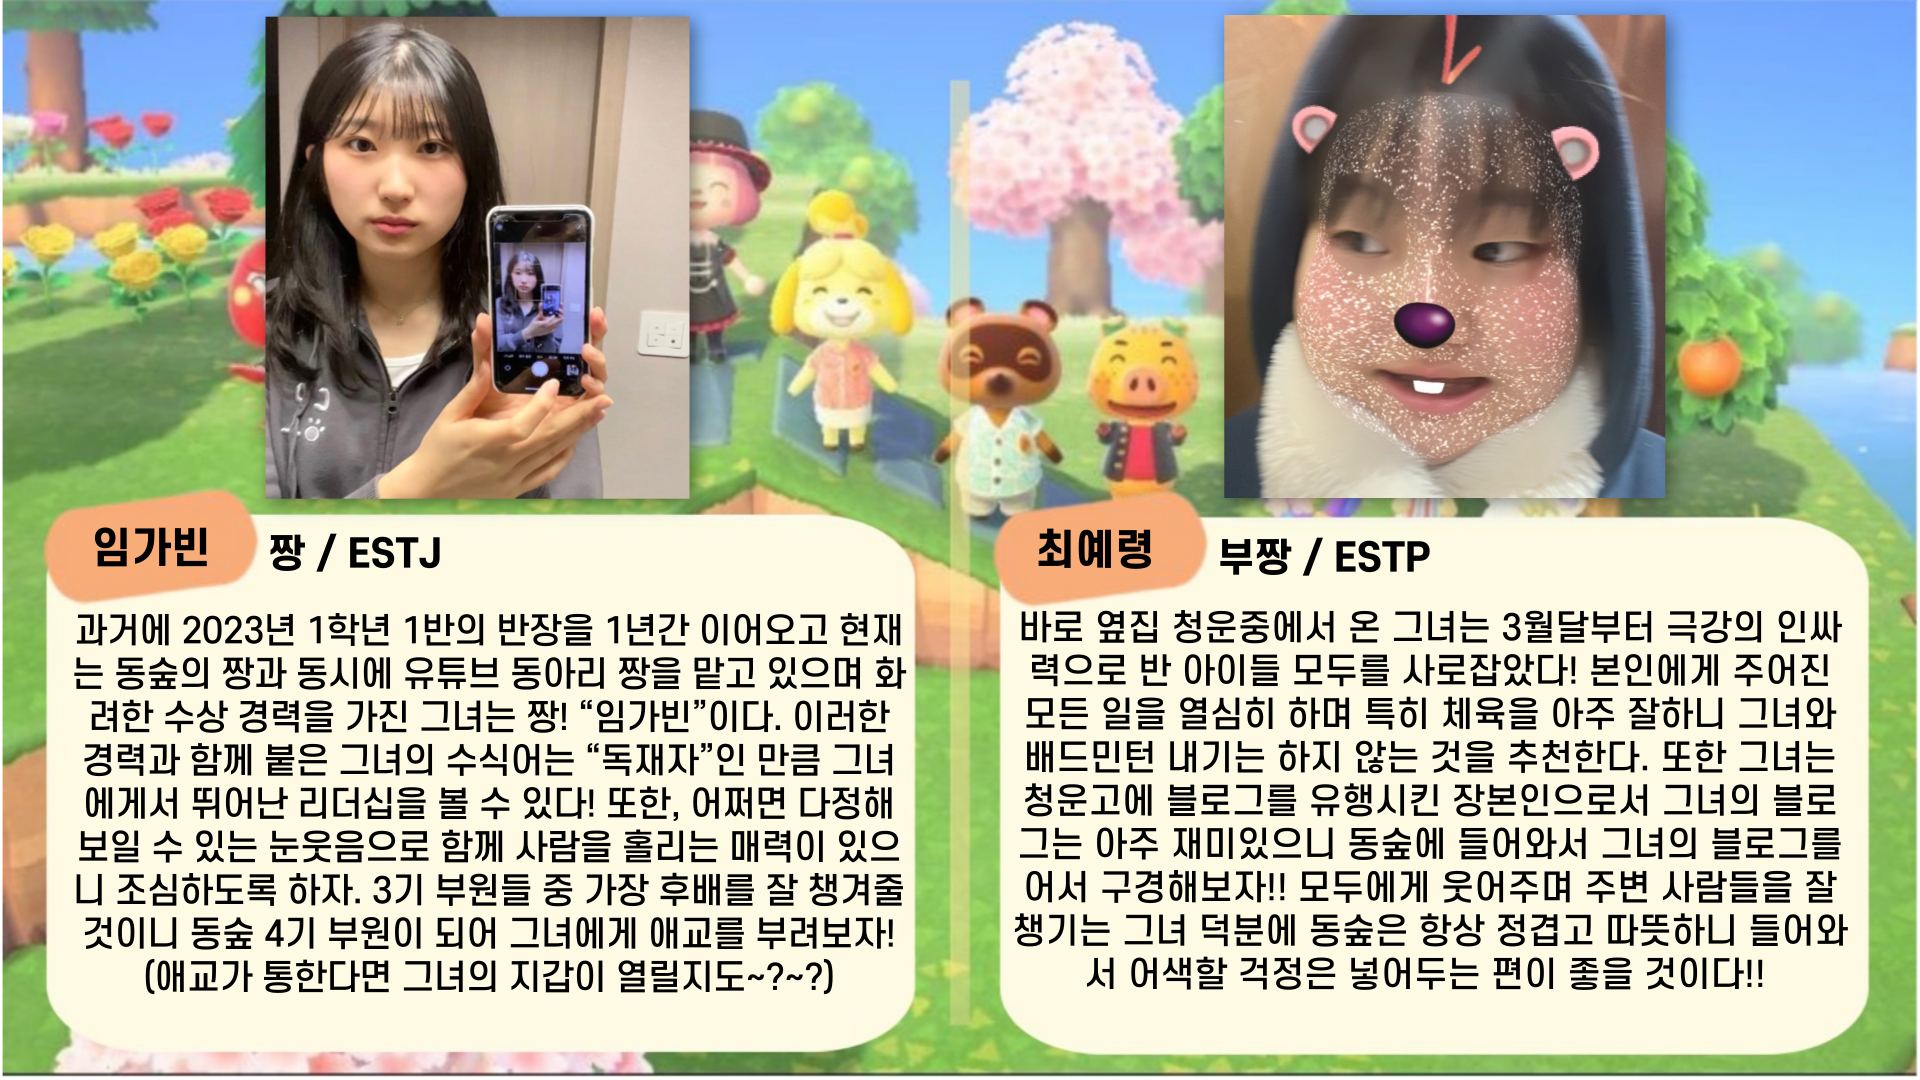 임가빈
짱 / ESTJ
과거에 2023년 1학년 1반의 반장을 1년간 이어오고 현재
는 동숲의 짱과 동시에 유튜브 동아리 짱을 맡고 있으며 화
려한 수상 경력을 가진 그녀는 짱! “임가빈”이다. 이러한
경력과 함께 붙은 그녀의 수식어는 “독재자”인 만큼 그녀
에게서 뛰어난 리더십을 볼 수 있다! 또한, 어쩌면 다정해
보일 수 있는 눈웃음으로 함께 사람을 홀리는 매력이 있으
니 조심하도록 하자. 3기 부원들 중 가장 후배를 잘 챙겨줄
것이니 동숲 4기 부원이 되어 그녀에게 애교를 부려보자!
(애교가 통한다면 그녀의 지갑이 열릴지도~?~?)
최예령
부짱 / ESTP
바로 옆집 청운중에서 온 그녀는 3월달부터 극강의 인싸
력으로 반 아이들 모두를 사로잡았다! 본인에게 주어진
모든 일을 열심히 하며 특히 체육을 아주 잘하니 그녀와
배드민턴 내기는 하지 않는 것을 추천한다. 또한 그녀는
청운고에 블로그를 유행시킨 장본인으로서 그녀의 블로
그는 아주 재미있으니 동숲에 들어와서 그녀의 블로그를
어서 구경해보자!! 모두에게 웃어주며 주변 사람들을 잘
챙기는 그녀 덕분에 동숲은 항상 정겹고 따뜻하니 들어와
서 어색할 걱정은 넣어두는 편이 좋을 것이다!!